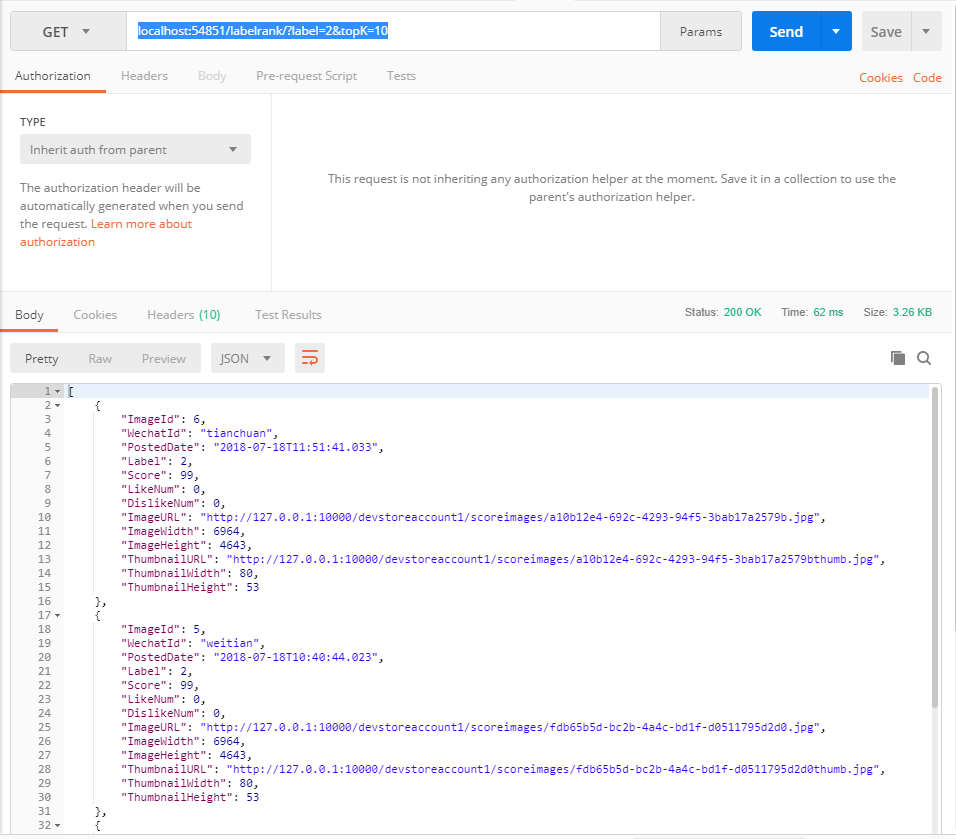 GET localhost:54851/labelrank/?label=2&topK=10 Params Send Save
Authorization Headers Body Pre-request Script Tests Cookies Code
TYPE
Inherit auth from parent
The authorization header will be
automatically generated when you send
the request. Learn more about
authorization
This request is not inheriting any authorization helper at the moment. Save it in a collection to use the
parent's authorization helper.
Body Cookies Headers (10) Test Results Status: 200 OK Time: 62 ms Size: 3.26 KB
Pretty Raw Preview JSON
1 [
2 {
3 "ImageId": 6,
4 "WechatId": "tianchuan",
5 "PostedDate": "2018-07-18T11:51:41.033",
6 "Label": 2,
7 "Score": 99,
8 "LikeNum": 0,
9 "DislikeNum": 0,
10 "ImageURL": "http://127.0.0.1:10000/devstoreaccount1/scoreimages/a10b12e4-692c-4293-94f5-3bab17a2579b.jpg",
11 "ImageWidth": 6964,
12 "ImageHeight": 4643,
13 "ThumbnailURL": "http://127.0.0.1:10000/devstoreaccount1/scoreimages/a10b12e4-692c-4293-94f5-3bab17a2579bthumb.jpg",
14 "ThumbnailWidth": 80,
15 "ThumbnailHeight": 53
16 },
17 {
18 "ImageId": 5,
19 "WechatId": "weitian",
20 "PostedDate": "2018-07-18T10:40:44.023",
21 "Label": 2,
22 "Score": 99,
23 "LikeNum": 0,
24 "DislikeNum": 0,
25 "ImageURL": "http://127.0.0.1:10000/devstoreaccount1/scoreimages/fdb65b5d-bc2b-4a4c-bd1f-d0511795d2d0.jpg",
26 "ImageWidth": 6964,
27 "ImageHeight": 4643,
28 "ThumbnailURL": "http://127.0.0.1:10000/devstoreaccount1/scoreimages/fdb65b5d-bc2b-4a4c-bd1f-d0511795d2d0thumb.jpg",
29 "ThumbnailWidth": 80,
30 "ThumbnailHeight": 53
31 },
32 {